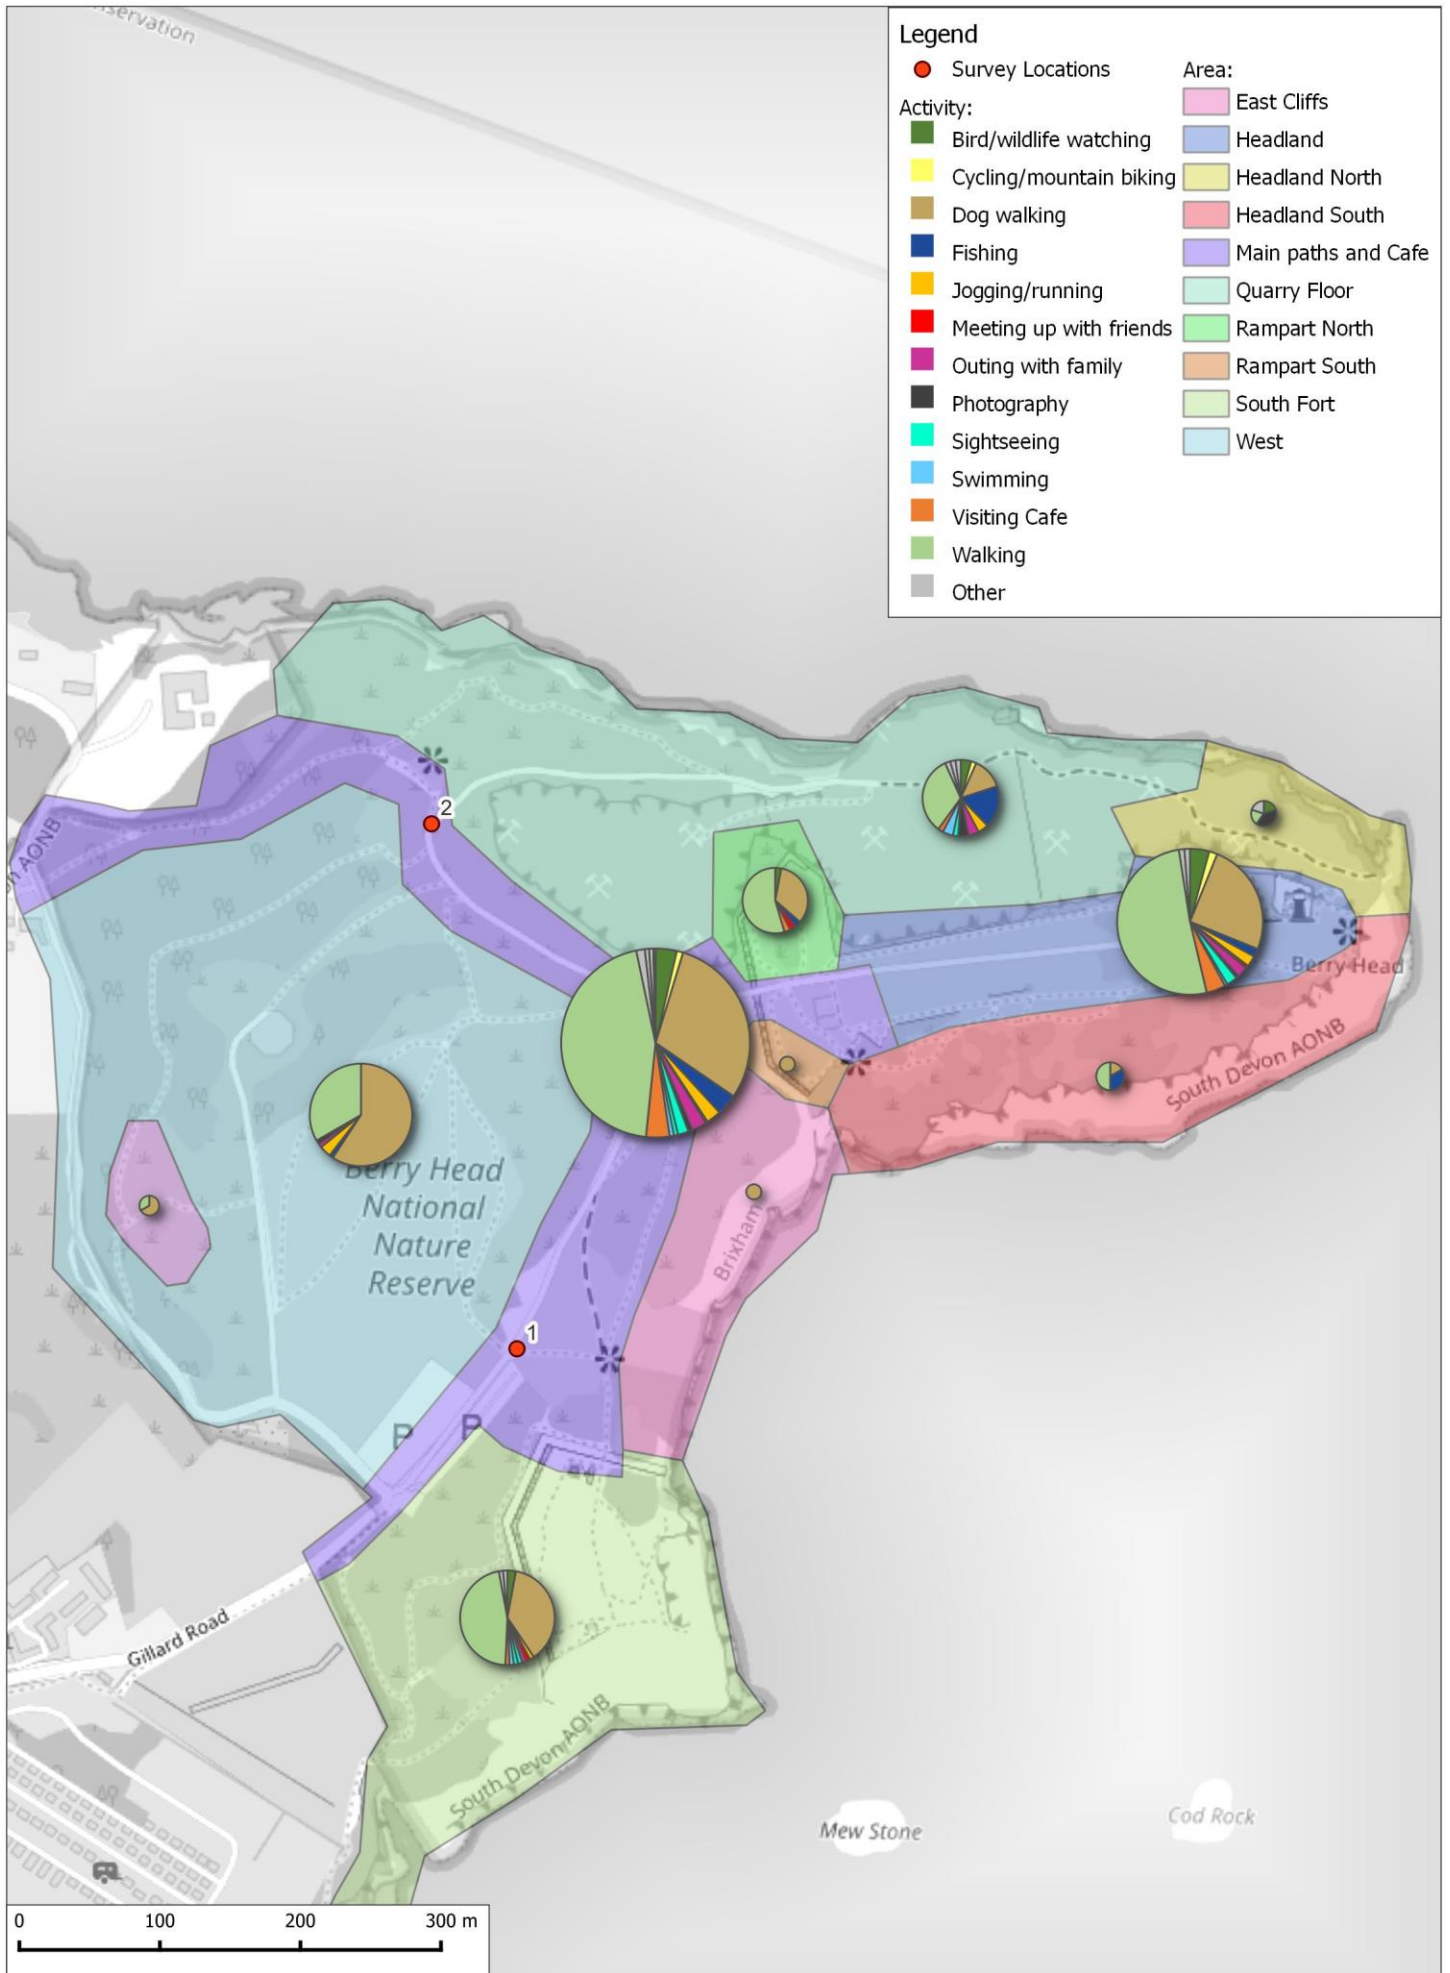 servation
Legend
Survey Locations
Activity:
Bird/wildlife watching
Cycling/mountain biking
Dog walking
Fishing
Jogging/running
Meeting up with friends
Outing with family
Photography
Sightseeing
Swimming
Visiting Cafe
Walking
Other
Area:
East Cliffs
Headland
Headland North
Headland South
Main paths and Cafe
Quarry Floor
Rampart North
Rampart South
South Fort
West
2
AONB
Berry Head
South Devon AONB
Berry Head
National
Nature
Reserve
Brixham
1
P
P
Gillard Road
South Devon AONB
Mew Stone
Cod Rock
0 100 200 300 m